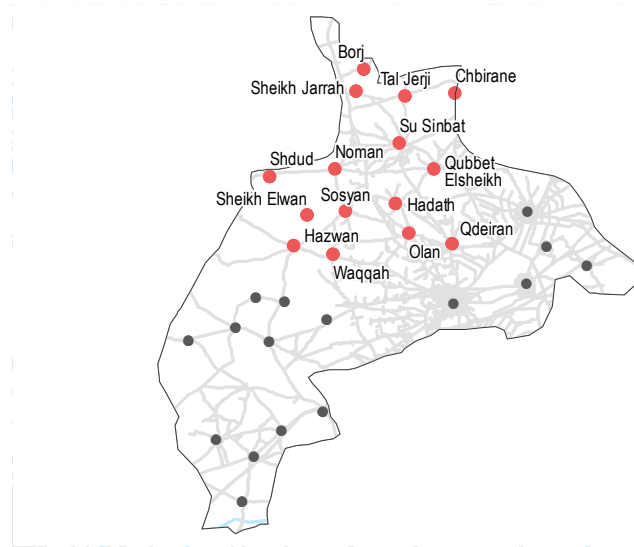 Borj
Tal Jerji
Chbirane
Sheikh Jarrah
Su Sinbat
Shdud
Noman
Qubbet
Elsheikh
Sheikh Elwan
Sosyan
Hadath
Hazwan
Olan
Qdeiran
Waqqah